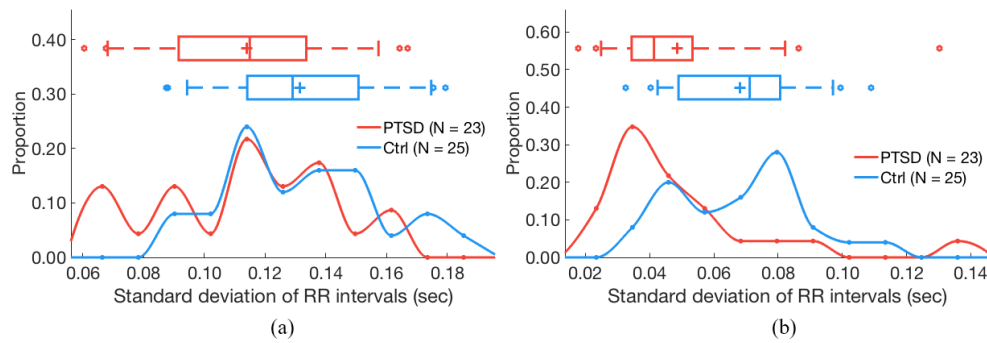 0.40
0.30
0.20
0.10
0.00
Proportion
PTSD (N = 23)
Ctrl (N = 25)
0.06 0.08 0.10 0.12 0.14 0.16 0.18
Standard deviation of RR intervals (sec)
(a)
0.60
0.50
0.40
0.30
0.20
0.10
0.00
Proportion
PTSD (N = 23)
Ctrl (N = 25)
0.02 0.04 0.06 0.08 0.10 0.12 0.14
Standard deviation of RR intervals (sec)
(b)